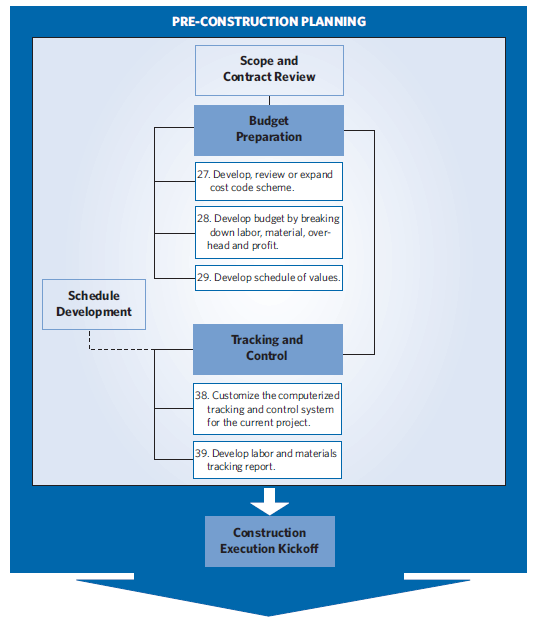 PRE-CONSTRUCTION PLANNING
Scope and
Contract Review
Budget
Preparation
27. Develop, review or expand
cost code scheme.
28. Develop budget by breaking
down labor, material, over-
head and profit.
29. Develop schedule of values.
Schedule
Development
Tracking and
Control
38. Customize the computerized
tracking and control system
for the current project.
39. Develop labor and materials
tracking report.
Construction
Execution Kickoff